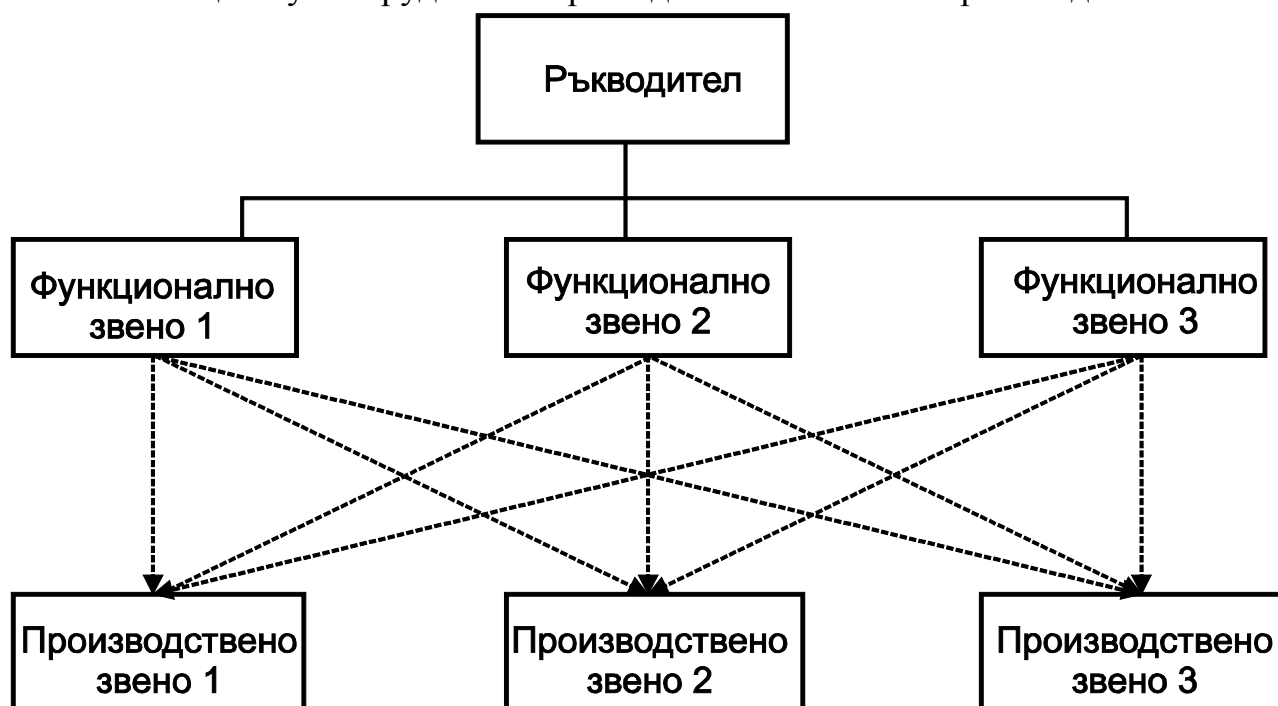 Ръководител
Функционално
звено 1
Функционално
звено 2
Функционално
звено 3
Производствено
звено 1
Производствено
звено 2
Производствено
звено 3